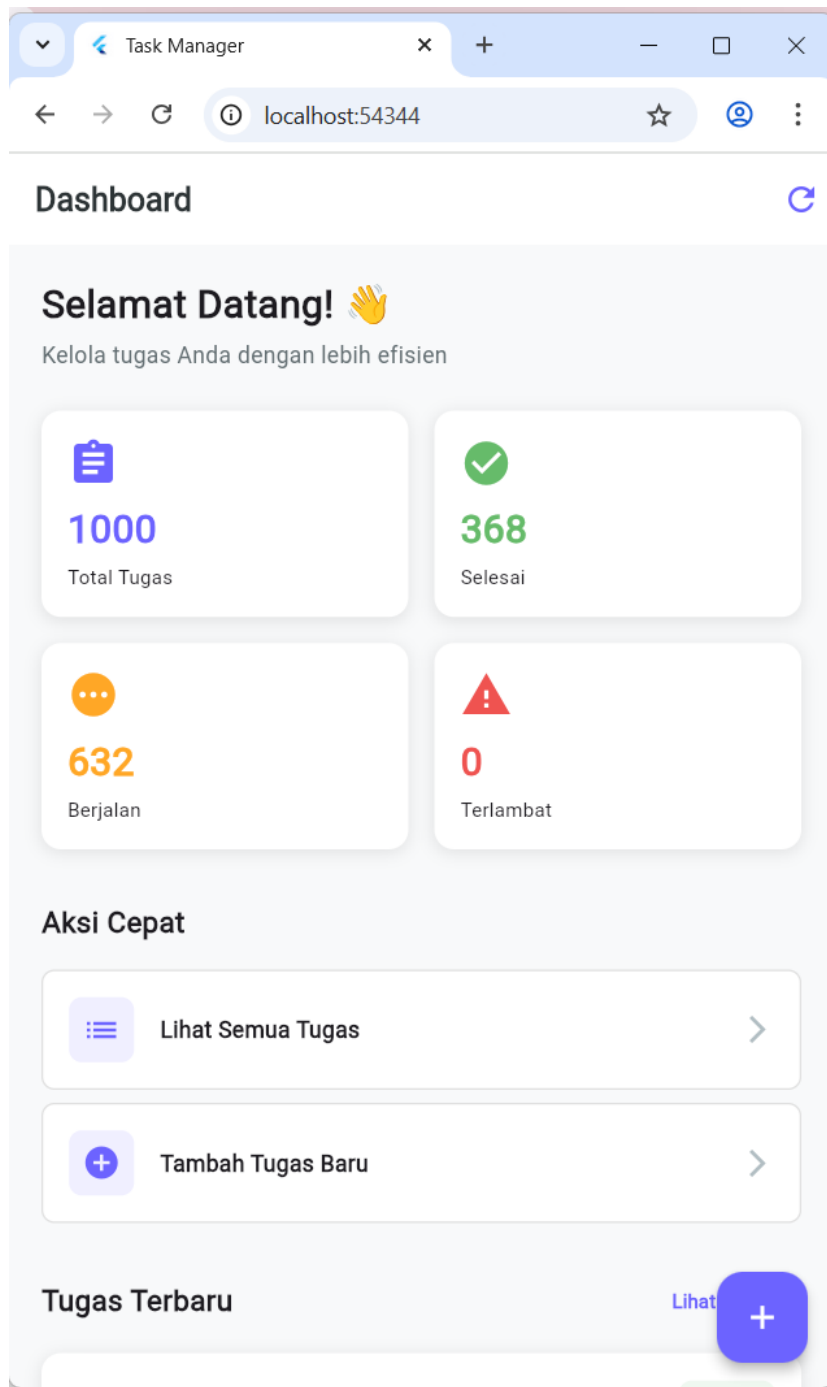 Task Manager
localhost:54344
Dashboard
Selamat Datang! 👋
Kelola tugas Anda dengan lebih efisien
1000
Total Tugas
368
Selesai
632
Berjalan
0
Terlambat
Aksi Cepat
Lihat Semua Tugas
Tambah Tugas Baru
Tugas Terbaru
Lihat